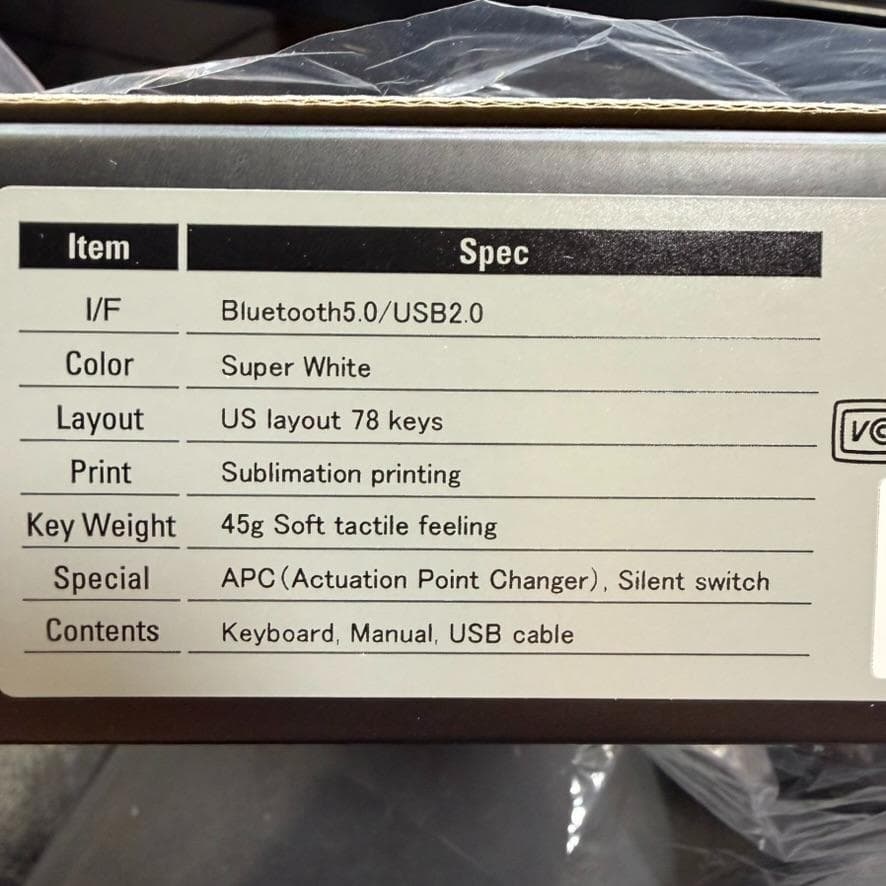 Item Spec
I/F Bluetooth5.0/USB2.0
Color Super White
Layout US layout 78 keys
Print Sublimation printing
Key Weight 45g Soft tactile feeling
Special APC(Actuation Point Changer), Silent switch
Contents Keyboard, Manual, USB cable